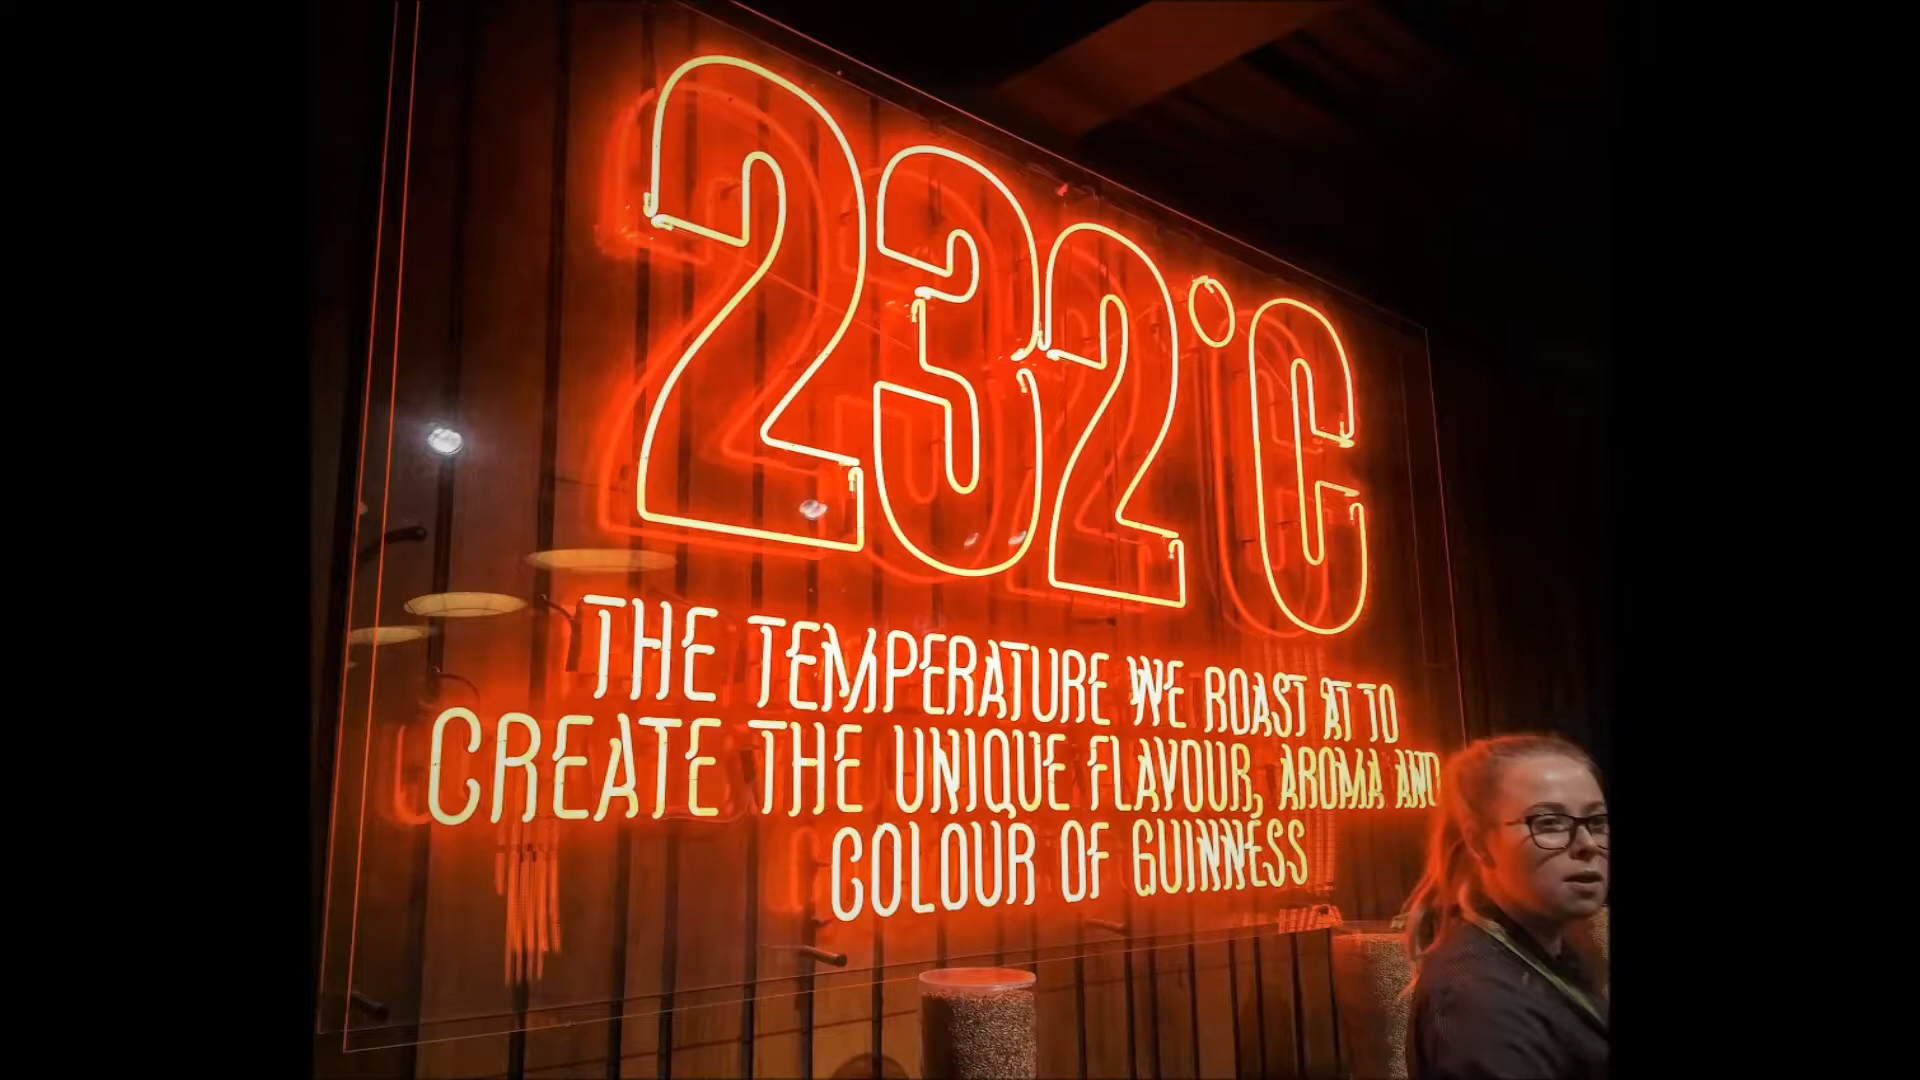 232°C
THE TEMPERATURE WE ROAST AT TO
CREATE THE UNIQUE FLAVOUR, AROMA AND
COLOUR OF GUINNESS